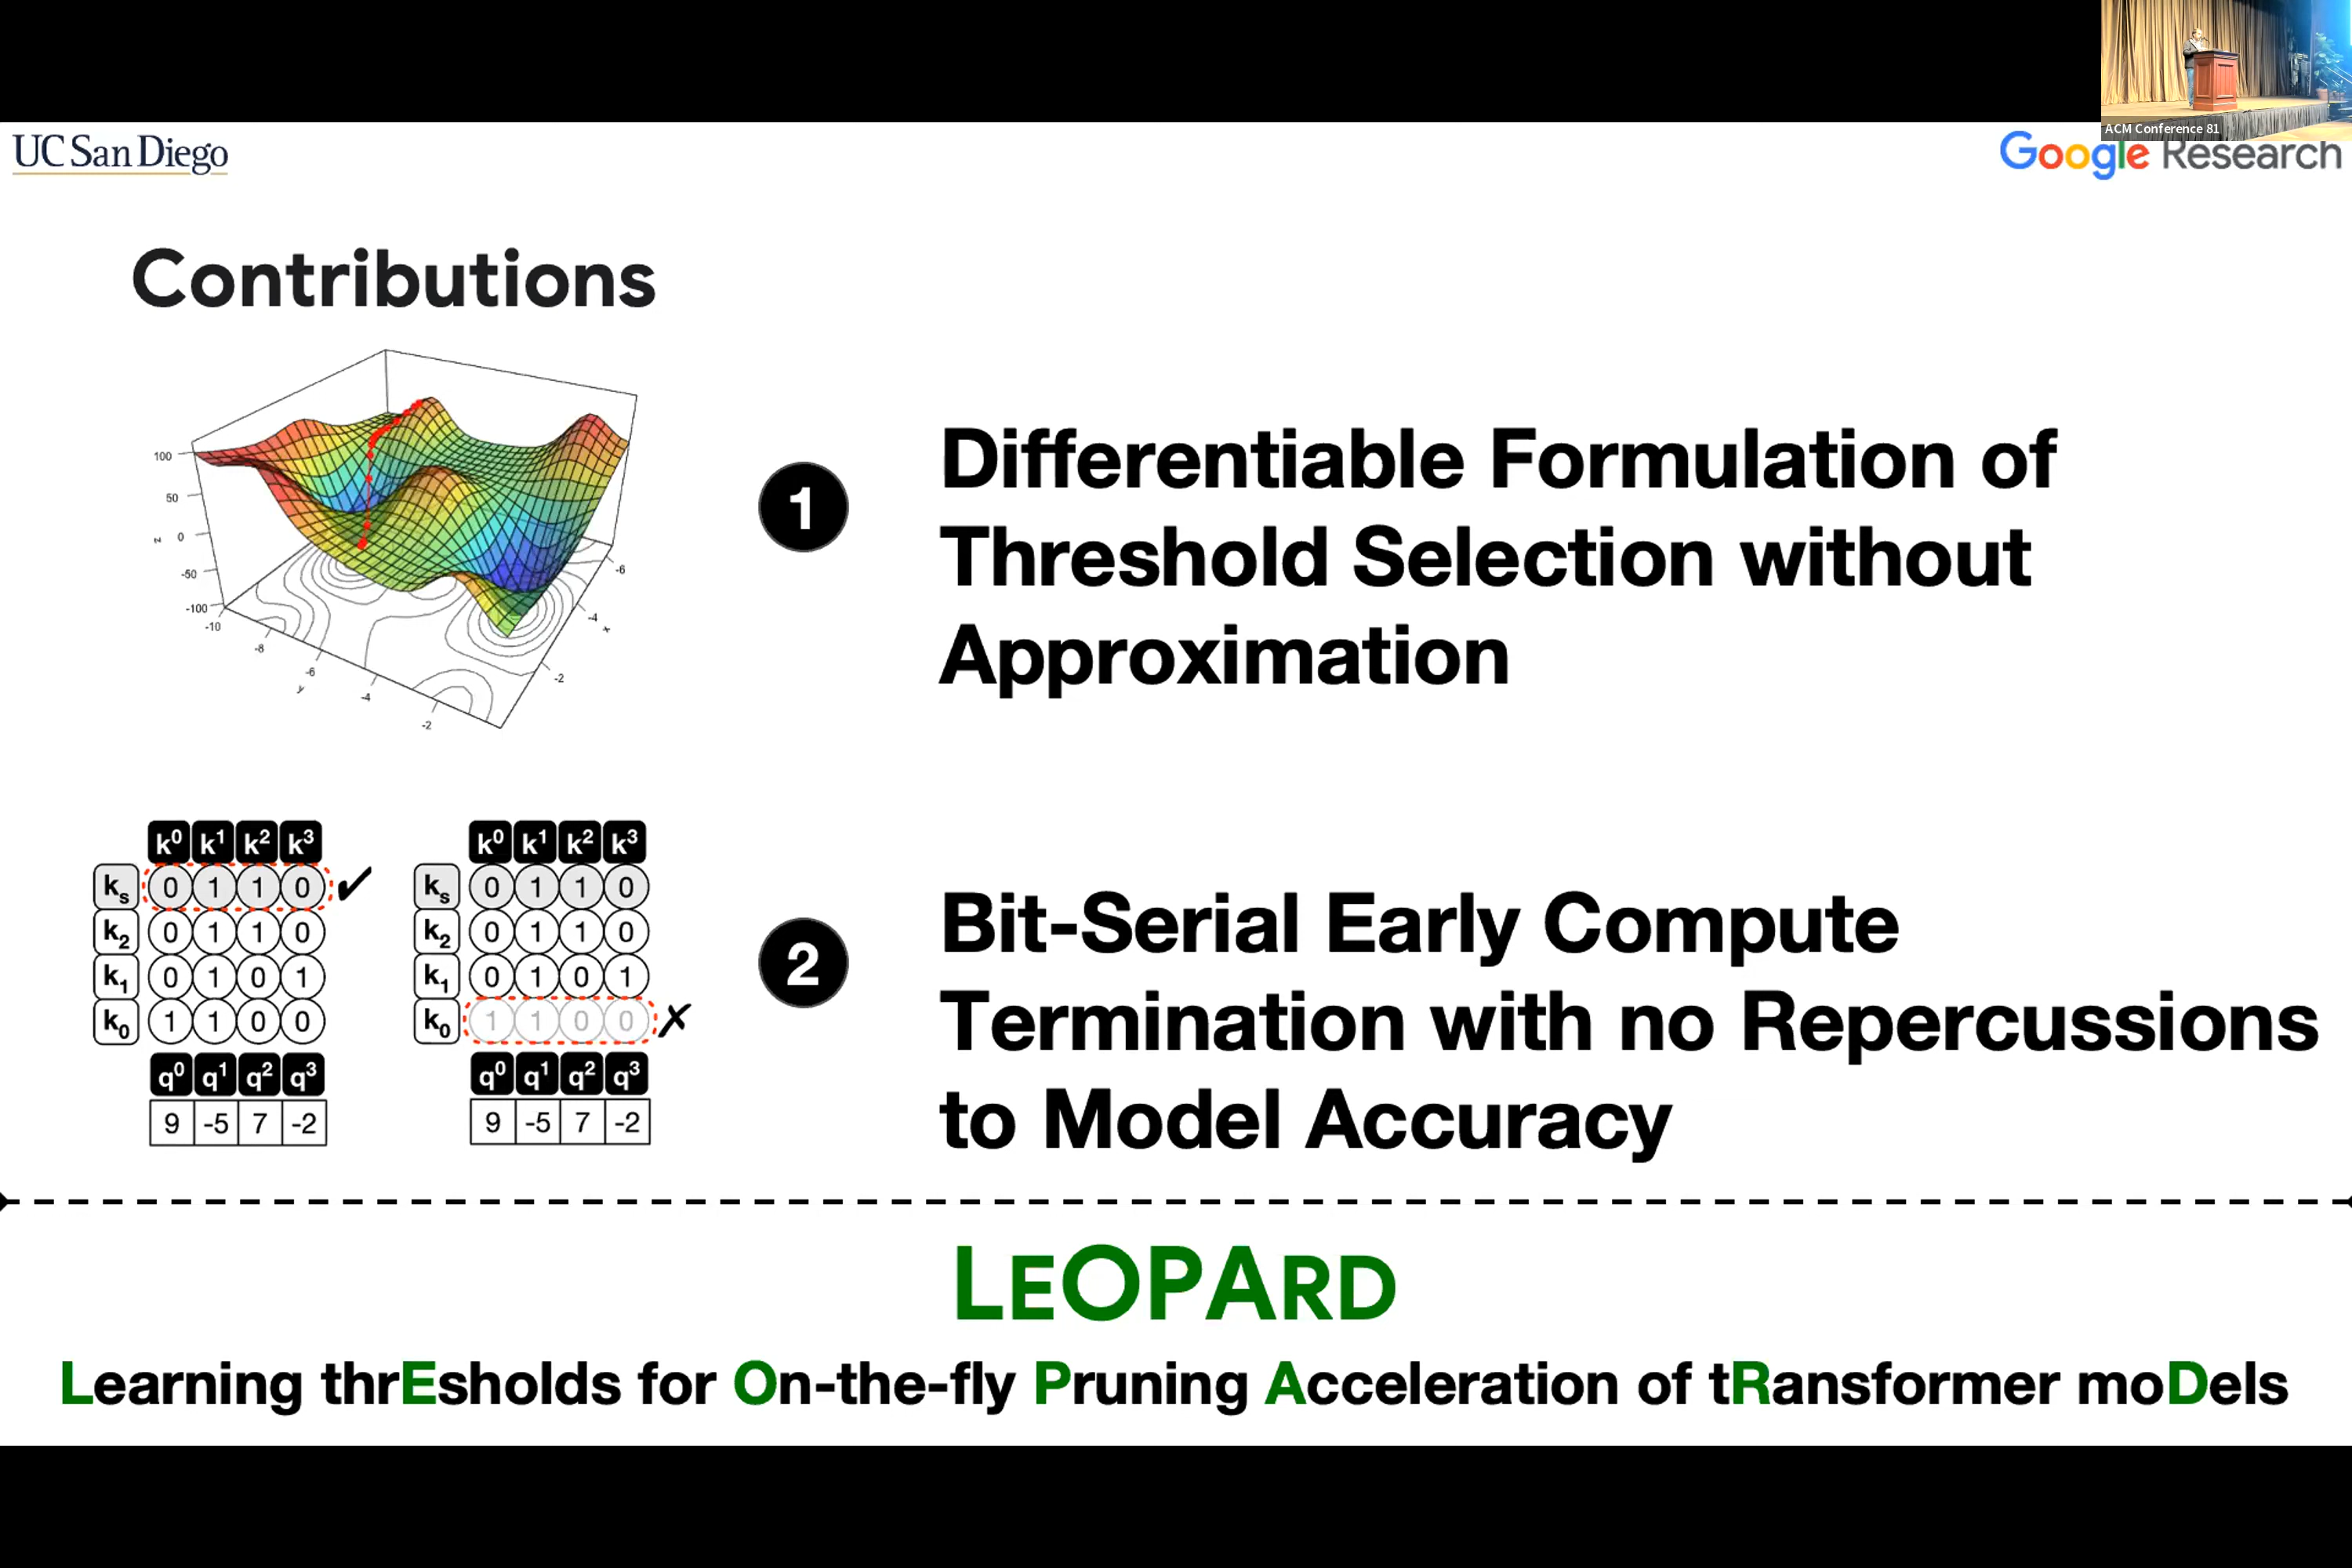 ACM Conference 81
UC San Diego
Google Research
Contributions
100
50
0
-50
-100
z
-10
-8
-6
-4
-2
y
-6
-4
-2
x
1
Differentiable Formulation of
Threshold Selection without
Approximation
k⁰ k¹ k² k³
kₛ 0 1 1 0 ✓
k₂ 0 1 1 0
k₁ 0 1 0 1
k₀ 1 1 0 0
q⁰ q¹ q² q³
9 -5 7 -2
k⁰ k¹ k² k³
kₛ 0 1 1 0
k₂ 0 1 1 0
k₁ 0 1 0 1
k₀ 1 1 0 0 ✗
q⁰ q¹ q² q³
9 -5 7 -2
2
Bit-Serial Early Compute
Termination with no Repercussions
to Model Accuracy
LEOPARD
Learning thrEsholds for On-the-fly Pruning Acceleration of tRansformer moDels